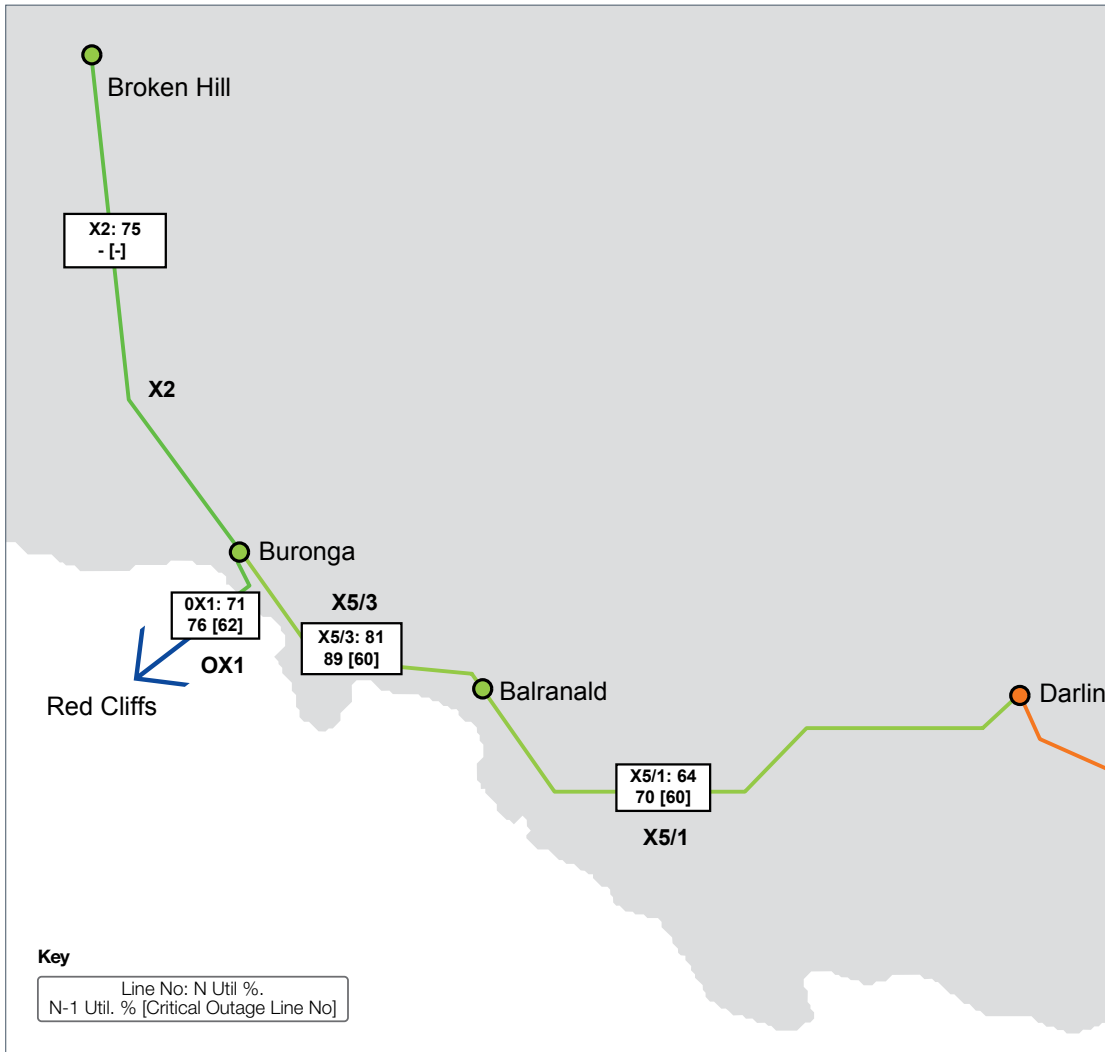 Broken Hill
X2: 75
- [-]
X2
Buronga
X5/3
0X1: 71
76 [62]
X5/3: 81
89 [60]
OX1
Red Cliffs
Balranald
Darlin
X5/1: 64
70 [60]
X5/1
Key
Line No: N Util %.
N-1 Util. % [Critical Outage Line No]